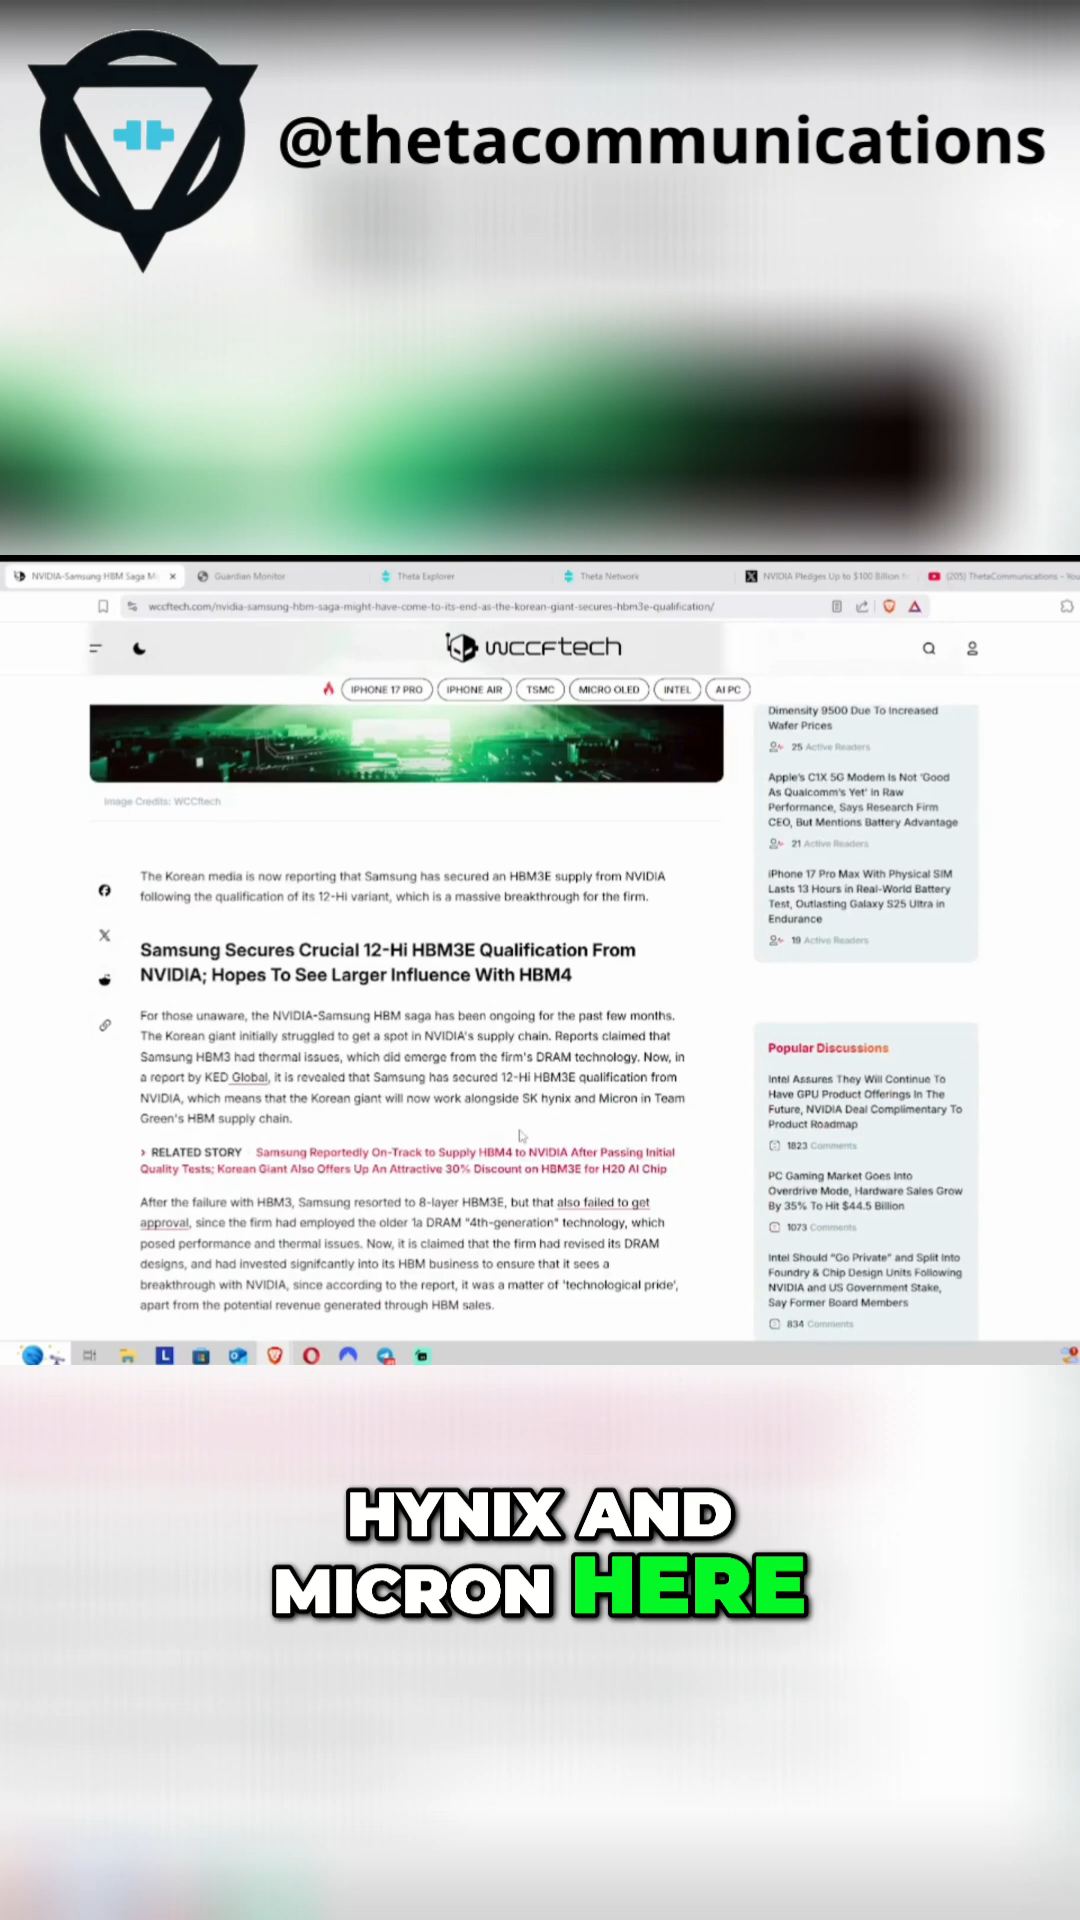 @thetacommunications
NVIDIA-Samsung HBM Saga Mi
Guardian Monitor
Theta Explorer
Theta Network
NVIDIA Pledges Up to $100 Billion
(205) ThetaCommunications - You
wccftech.com/nvidia-samsung-hbm-saga-might-have-come-to-its-end-as-the-korean-giant-secures-hbm3e-qualification/
wccftech
IPHONE 17 PRO
IPHONE AIR
TSMC
MICRO OLED
INTEL
AI PC
Image Credits: WCCftech
The Korean media is now reporting that Samsung has secured an HBM3E supply from NVIDIA
following the qualification of its 12-Hi variant, which is a massive breakthrough for the firm.
Samsung Secures Crucial 12-Hi HBM3E Qualification From
NVIDIA; Hopes To See Larger Influence With HBM4
For those unaware, the NVIDIA-Samsung HBM saga has been ongoing for the past few months.
The Korean giant initially struggled to get a spot in NVIDIA's supply chain. Reports claimed that
Samsung HBM3 had thermal issues, which did emerge from the firm's DRAM technology. Now, in
a report by KED Global, it is revealed that Samsung has secured 12-Hi HBM3E qualification from
NVIDIA, which means that the Korean giant will now work alongside SK hynix and Micron in Team
Green's HBM supply chain.
› RELATED STORY Samsung Reportedly On-Track to Supply HBM4 to NVIDIA After Passing Initial
Quality Tests; Korean Giant Also Offers Up An Attractive 30% Discount on HBM3E for H20 AI Chip
After the failure with HBM3, Samsung resorted to 8-layer HBM3E, but that also failed to get
approval, since the firm had employed the older 1a DRAM "4th-generation" technology, which
posed performance and thermal issues. Now, it is claimed that the firm had revised its DRAM
designs, and had invested signifcantly into its HBM business to ensure that it sees a
breakthrough with NVIDIA, since according to the report, it was a matter of 'technological pride',
apart from the potential revenue generated through HBM sales.
Dimensity 9500 Due To Increased
Wafer Prices
25 Active Readers
Apple's C1X 5G Modem Is Not 'Good
As Qualcomm's Yet' In Raw
Performance, Says Research Firm
CEO, But Mentions Battery Advantage
21 Active Readers
iPhone 17 Pro Max With Physical SIM
Lasts 13 Hours in Real-World Battery
Test, Outlasting Galaxy S25 Ultra in
Endurance
19 Active Readers
Popular Discussions
Intel Assures They Will Continue To
Have GPU Product Offerings In The
Future, NVIDIA Deal Complimentary To
Product Roadmap
1823 Comments
PC Gaming Market Goes Into
Overdrive Mode, Hardware Sales Grow
By 35% To Hit $44.5 Billion
1073 Comments
Intel Should "Go Private" and Split Into
Foundry & Chip Design Units Following
NVIDIA and US Government Stake,
Say Former Board Members
834 Comments
HYNIX AND
MICRON HERE